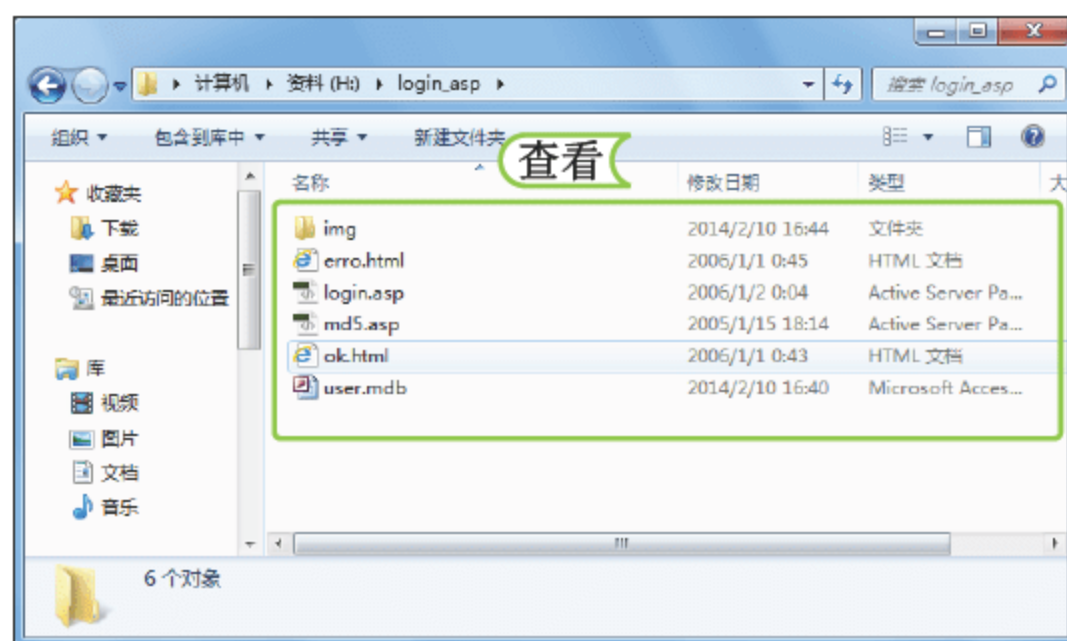 计算机 ▸ 资料 (H:) ▸ login_asp ▸
搜索 login_asp
组织 包含到库中 共享 新建文件夹
查看
名称 修改日期 类型 大
收藏夹
下载
桌面
最近访问的位置
库
视频
图片
文档
音乐
img 2014/2/10 16:44 文件夹
erro.html 2006/1/1 0:45 HTML 文档
login.asp 2006/1/2 0:04 Active Server Pa...
md5.asp 2005/1/15 18:14 Active Server Pa...
ok.html 2006/1/1 0:43 HTML 文档
user.mdb 2014/2/10 16:40 Microsoft Acces...
6 个对象